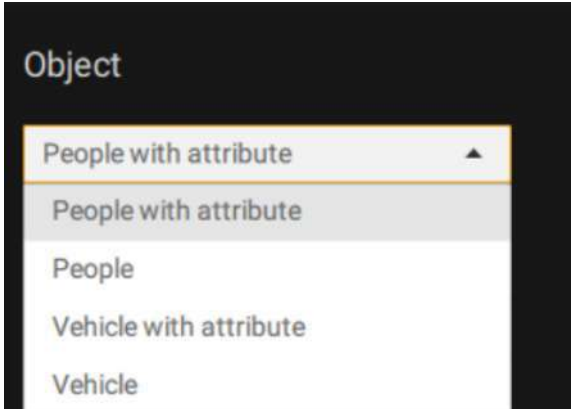 Object
People with attribute
People with attribute
People
Vehicle with attribute
Vehicle